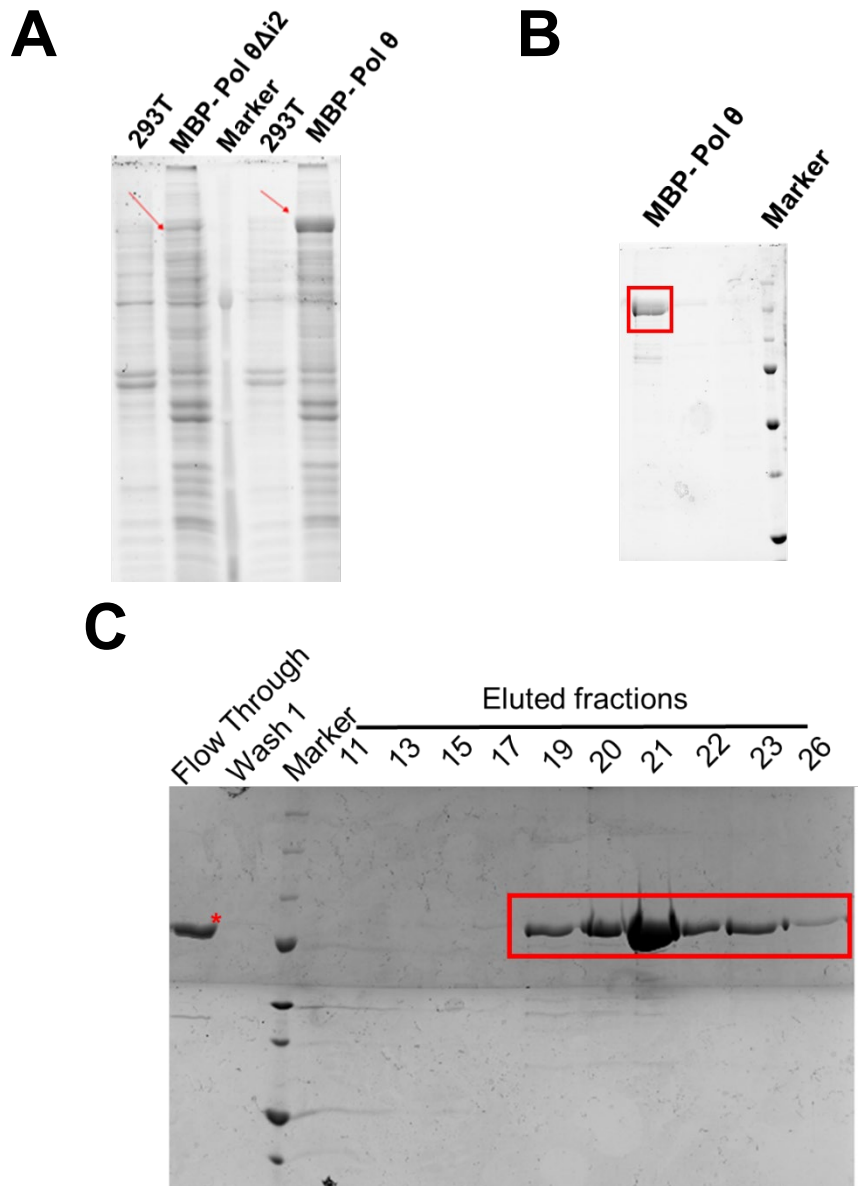 A
293T
MBP- Pol θΔi2
Marker
293T
MBP- Pol θ
B
MBP- Pol θ
Marker
C
Flow Through
Wash 1
Marker
Eluted fractions
11 13 15 17 19 20 21 22 23 26
*